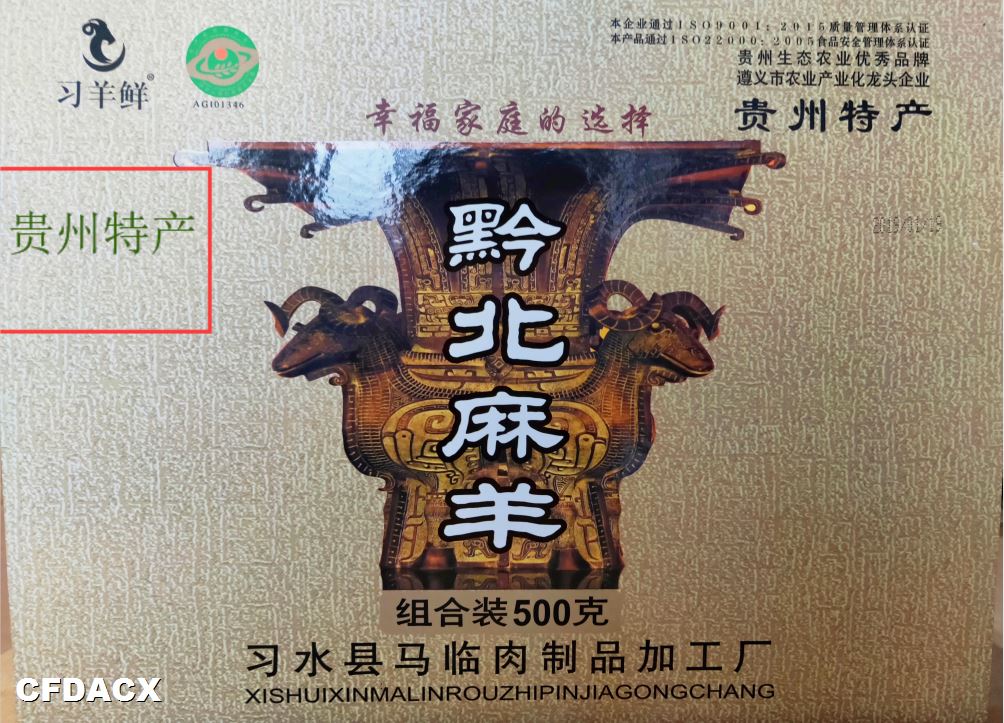 习羊鲜®
AGI01346
本企业通过ISO9001:2015质量管理体系认证
本产品通过ISO22000:2005食品安全管理体系认证
贵州生态农业优秀品牌
遵义市农业产业化龙头企业
贵州特产
幸福家庭的选择
贵州特产
黔北麻羊
组合装500克
习水县马临肉制品加工厂
XISHUIXINMALINROUZHIPINJIAGONGCHANG
CFDACX